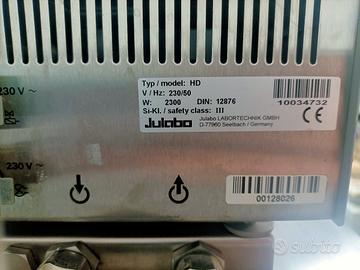 230 V ~
Typ / model: HD
V / Hz: 230/50
W: 2300 DIN: 12876
Si-Kl. / safety class: III
10034732
Julabo
Julabo LABORTECHNIK GMBH
D-77960 Seelbach / Germany
CE
230 V ~
00128026
subito